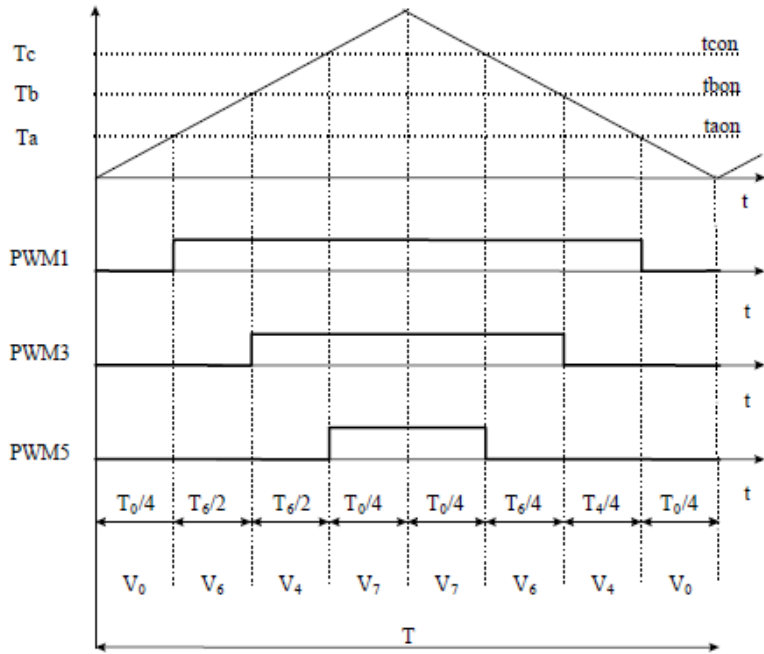 Tc tcon
Tb tbon
Ta taon
t
PWM1
t
PWM3
t
PWM5
t
T₀/4 T₆/2 T₆/2 T₀/4 T₀/4 T₆/4 T₄/4 T₀/4
V₀ V₆ V₄ V₇ V₇ V₆ V₄ V₀
T